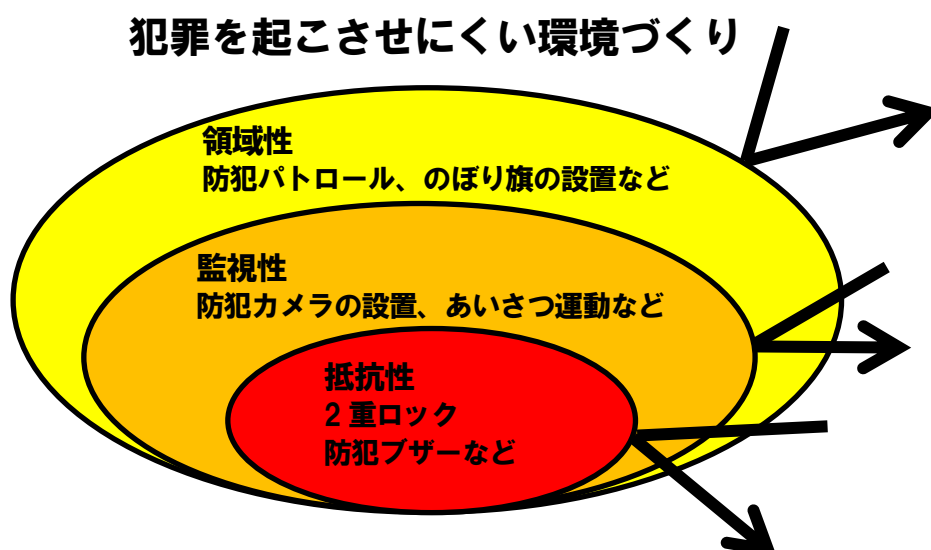 犯罪を起こさせにくい環境づくり
領域性
防犯パトロール、のぼり旗の設置など
監視性
防犯カメラの設置、あいさつ運動など
抵抗性
2重ロック
防犯ブザーなど